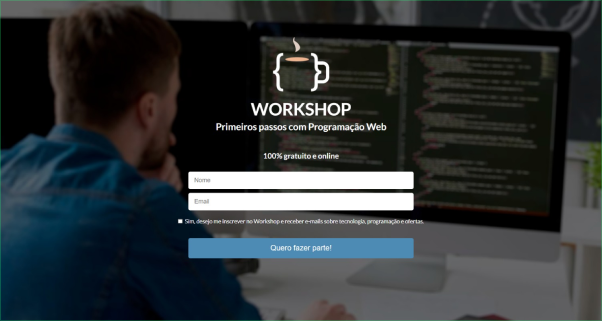 WORKSHOP
Primeiros passos com Programação Web
100% gratuito e online
Nome
Email
Sim, desejo me inscrever no Workshop e receber e-mails sobre tecnologia, programação e ofertas.
Quero fazer parte!